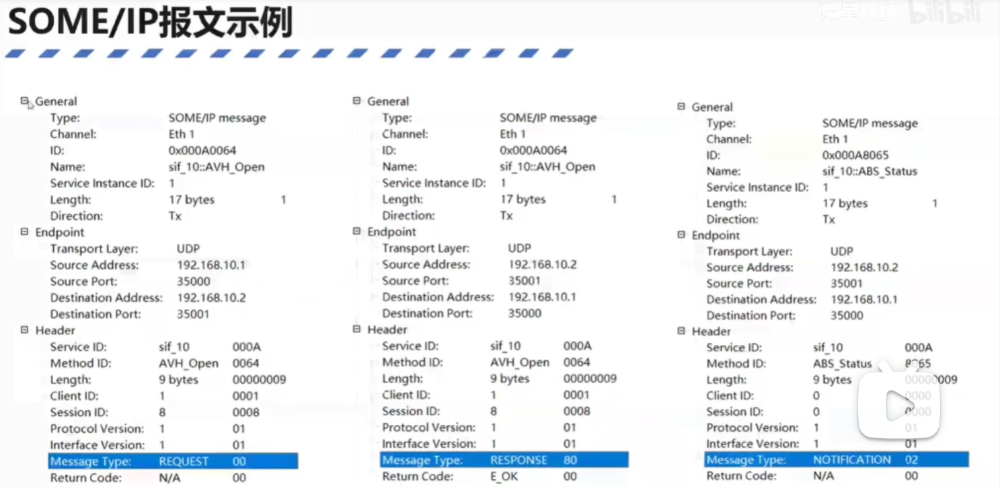 SOME/IP报文示例
bilibili
General
Type: SOME/IP message
Channel: Eth 1
ID: 0x000A0064
Name: sif_10::AVH_Open
Service Instance ID: 1
Length: 17 bytes 1
Direction: Tx
Endpoint
Transport Layer: UDP
Source Address: 192.168.10.1
Source Port: 35000
Destination Address: 192.168.10.2
Destination Port: 35001
Header
Service ID: sif_10 000A
Method ID: AVH_Open 0064
Length: 9 bytes 00000009
Client ID: 1 0001
Session ID: 8 0008
Protocol Version: 1 01
Interface Version: 1 01
Message Type: REQUEST 00
Return Code: N/A 00
General
Type: SOME/IP message
Channel: Eth 1
ID: 0x000A0064
Name: sif_10::AVH_Open
Service Instance ID: 1
Length: 17 bytes 1
Direction: Tx
Endpoint
Transport Layer: UDP
Source Address: 192.168.10.2
Source Port: 35001
Destination Address: 192.168.10.1
Destination Port: 35000
Header
Service ID: sif_10 000A
Method ID: AVH_Open 0064
Length: 9 bytes 00000009
Client ID: 1 0001
Session ID: 8 0008
Protocol Version: 1 01
Interface Version: 1 01
Message Type: RESPONSE 80
Return Code: E_OK 00
General
Type: SOME/IP message
Channel: Eth 1
ID: 0x000A8065
Name: sif_10::ABS_Status
Service Instance ID: 1
Length: 17 bytes 1
Direction: Tx
Endpoint
Transport Layer: UDP
Source Address: 192.168.10.2
Source Port: 35001
Destination Address: 192.168.10.1
Destination Port: 35000
Header
Service ID: sif_10 000A
Method ID: ABS_Status 8065
Length: 9 bytes 00000009
Client ID: 0 0000
Session ID: 0 0000
Protocol Version: 1 01
Interface Version: 1 01
Message Type: NOTIFICATION 02
Return Code: N/A 00